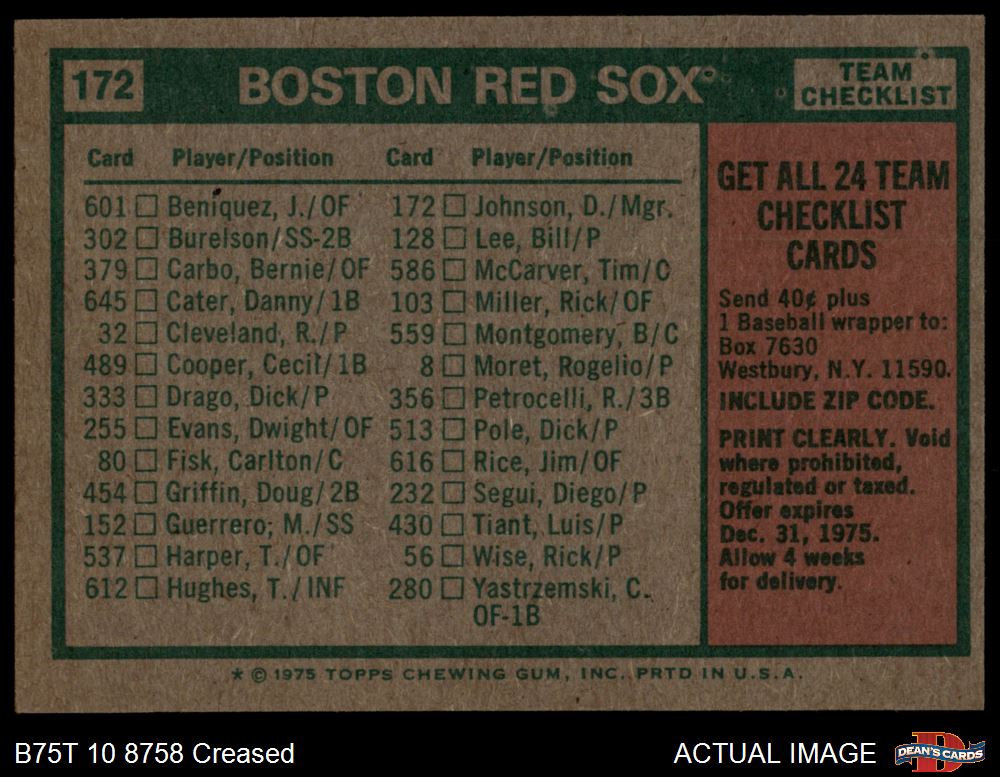 172 BOSTON RED SOX TEAM CHECKLIST
Card Player/Position
601 Beniquez, J./OF
302 Burelson/SS-2B
379 Carbo, Bernie/OF
645 Cater, Danny/1B
32 Cleveland, R./P
489 Cooper, Cecil/1B
333 Drago, Dick/P
255 Evans, Dwight/OF
80 Fisk, Carlton/C
454 Griffin, Doug/2B
152 Guerrero; M./SS
537 Harper, T./OF
612 Hughes, T./INF
Card Player/Position
172 Johnson, D./Mgr.
128 Lee, Bill/P
586 McCarver, Tim/C
103 Miller, Rick/OF
559 Montgomery, B/C
8 Moret, Rogelio/P
356 Petrocelli, R./3B
513 Pole, Dick/P
616 Rice, Jim/OF
232 Segui, Diego/P
430 Tiant, Luis/P
56 Wise, Rick/P
280 Yastrzemski, C.
OF-1B
GET ALL 24 TEAM
CHECKLIST
CARDS
Send 40¢ plus
1 Baseball wrapper to:
Box 7630
Westbury, N.Y. 11590.
INCLUDE ZIP CODE.
PRINT CLEARLY. Void
where prohibited,
regulated or taxed.
Offer expires
Dec. 31, 1975.
Allow 4 weeks
for delivery.
* © 1975 TOPPS CHEWING GUM, INC. PRTD IN U.S.A.
B75T 10 8758 Creased
ACTUAL IMAGE
DEAN'S CARDS